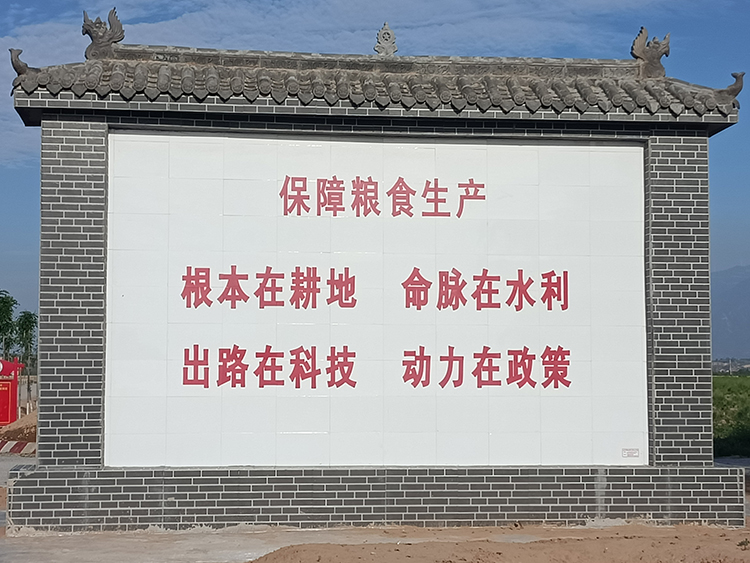 保障粮食生产
根本在耕地 命脉在水利
出路在科技 动力在政策